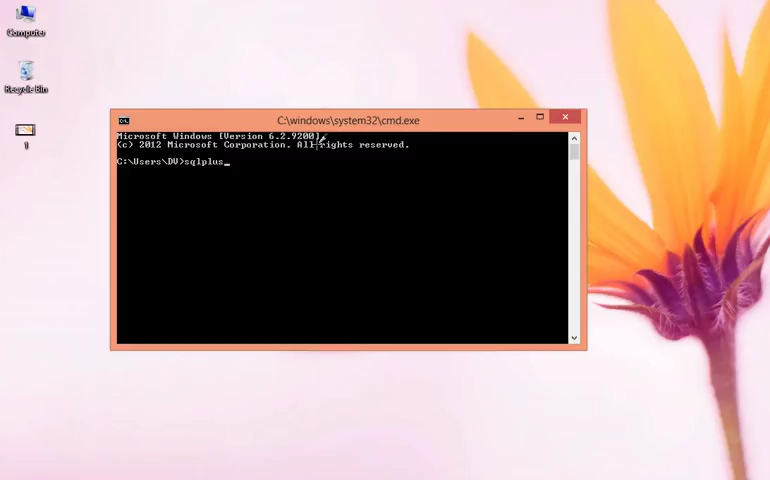 Computer
Recycle Bin
1
C:\windows\system32\cmd.exe
Microsoft Windows [Version 6.2.9200]
(c) 2012 Microsoft Corporation. All rights reserved.
C:\Users\DV>sqlplus_